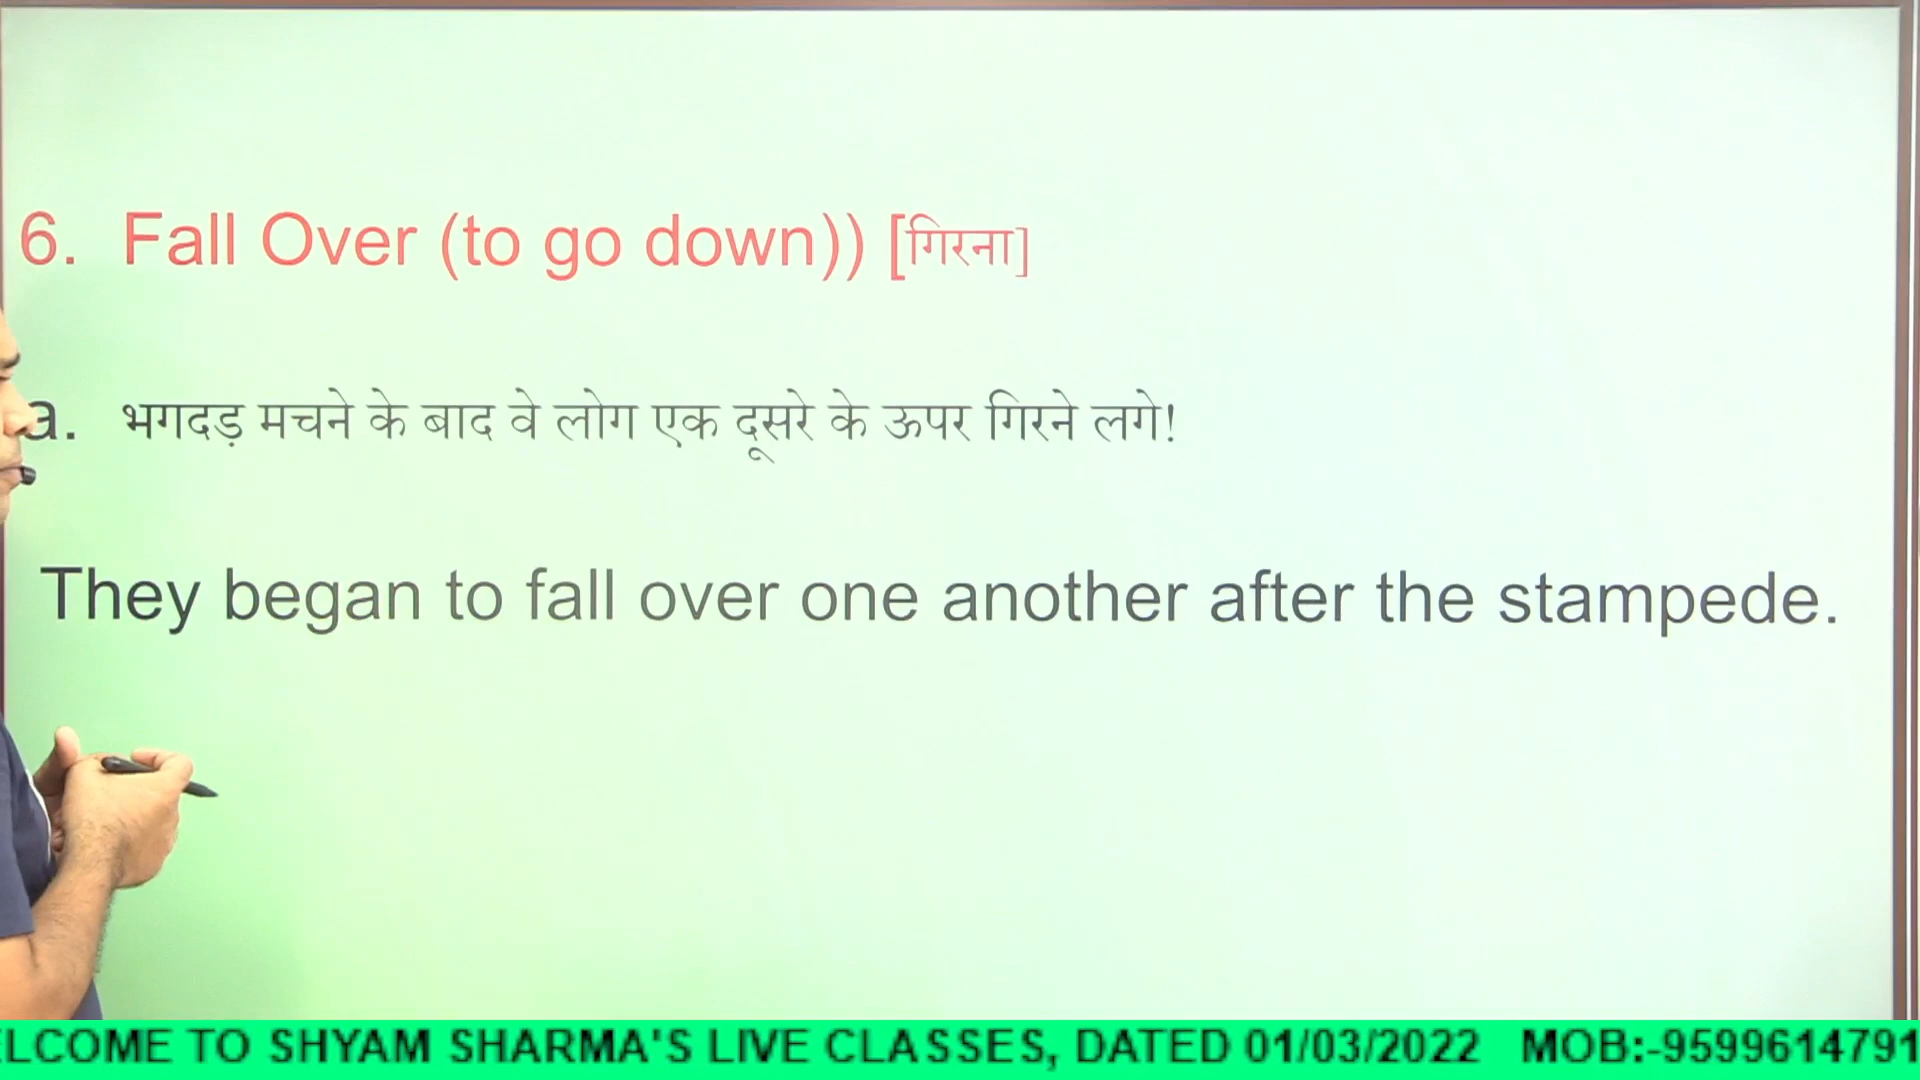 6. Fall Over (to go down)) [गिरना]
a. भगदड़ मचने के बाद वे लोग एक दूसरे के ऊपर गिरने लगे!
They began to fall over one another after the stampede.
ELCOME TO SHYAM SHARMA'S LIVE CLASSES, DATED 01/03/2022 MOB:-9599614791